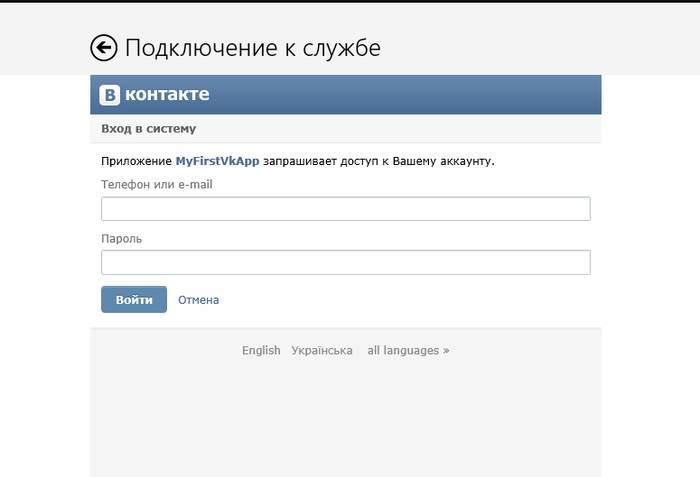 Подключение к службе
В контакте
Вход в систему
Приложение MyFirstVkApp запрашивает доступ к Вашему аккаунту.
Телефон или e-mail
Пароль
Войти Отмена
English Українська all languages »